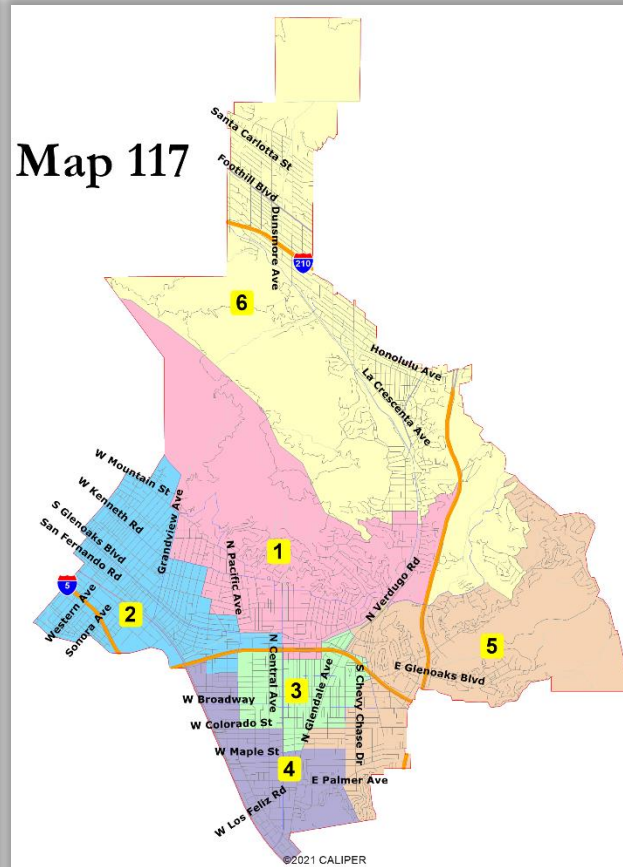 Map 117
Santa Carlotta St
Foothill Blvd
Dunsmore Ave
210
6
Honolulu Ave
La Crescenta Ave
W Mountain St
W Kenneth Rd
S Glenoaks Blvd
San Fernando Rd
Grandview Ave
N Pacific Ave
1
N Verdugo Rd
5
Western Ave
Sonora Ave
2
N Central Ave
3
N Glendale Ave
S Chevy Chase Dr
E Glenoaks Blvd
5
W Broadway
W Colorado St
W Maple St
4
E Palmer Ave
W Los Feliz Rd
©2021 CALIPER